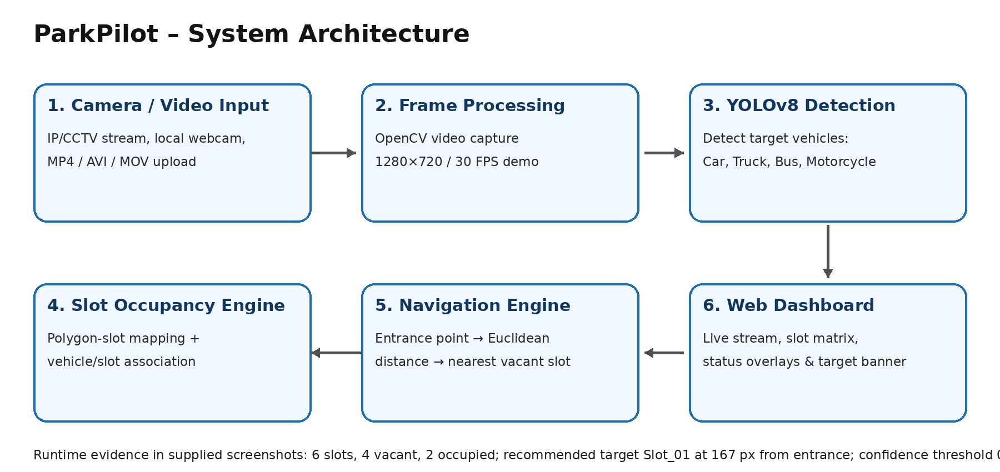 ParkPilot – System Architecture
1. Camera / Video Input
IP/CCTV stream, local webcam,
MP4 / AVI / MOV upload
2. Frame Processing
OpenCV video capture
1280×720 / 30 FPS demo
3. YOLOv8 Detection
Detect target vehicles:
Car, Truck, Bus, Motorcycle
4. Slot Occupancy Engine
Polygon-slot mapping +
vehicle/slot association
5. Navigation Engine
Entrance point → Euclidean
distance → nearest vacant slot
6. Web Dashboard
Live stream, slot matrix,
status overlays & target banner
Runtime evidence in supplied screenshots: 6 slots, 4 vacant, 2 occupied; recommended target Slot_01 at 167 px from entrance; confidence threshold